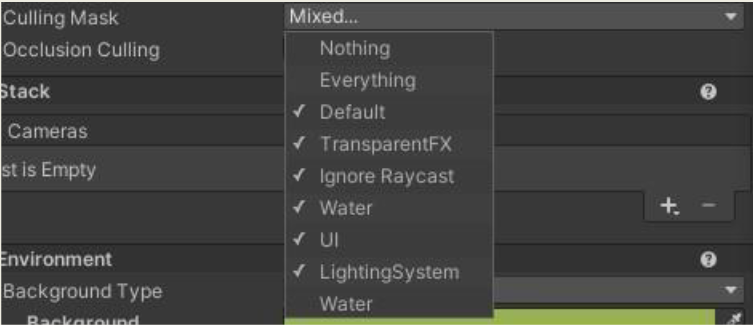 Culling Mask Mixed...
Occlusion Culling
Nothing
Everything
Stack
Default
Cameras
TransparentFX
st is Empty
Ignore Raycast
Water
UI
Environment
LightingSystem
Background Type
Water
Background